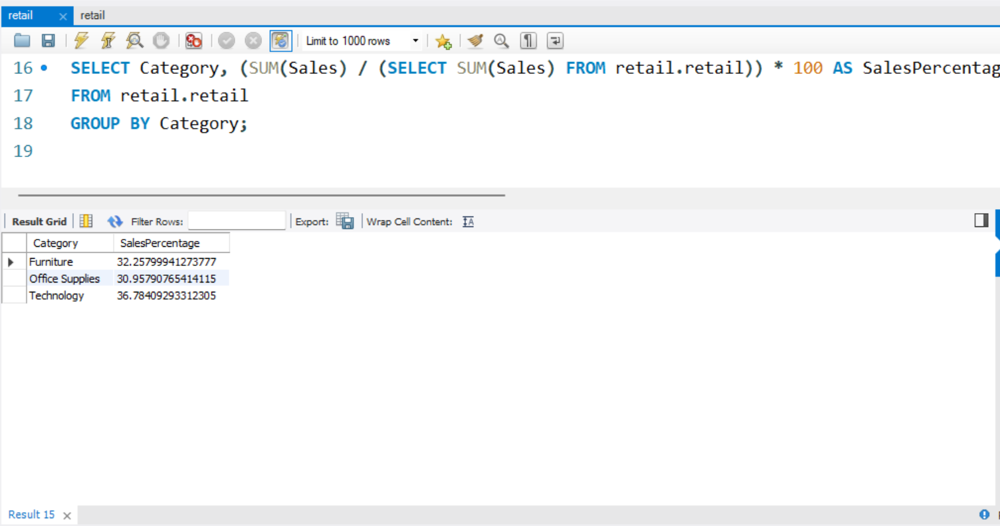 retail × retail
Limit to 1000 rows
16 SELECT Category, (SUM(Sales) / (SELECT SUM(Sales) FROM retail.retail)) * 100 AS SalesPercentag
17 FROM retail.retail
18 GROUP BY Category;
19
Result Grid Filter Rows: Export: Wrap Cell Content: IA
Category SalesPercentage
Furniture 32.25799941273777
Office Supplies 30.95790765414115
Technology 36.78409293312305
Result 15 ×